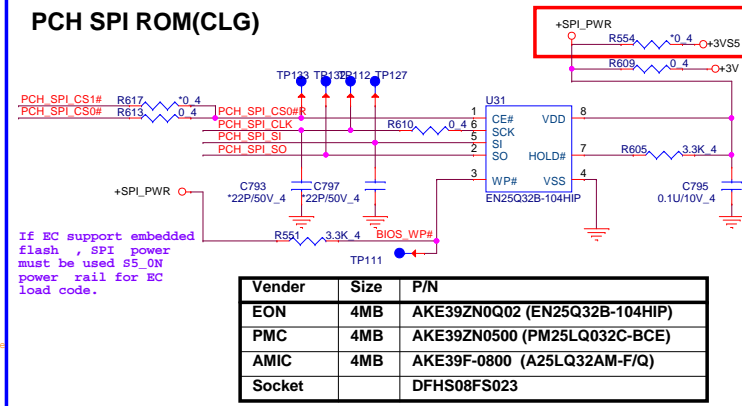 PCH SPI ROM(CLG)
+SPI_PWR
R554 *0_4 +3VS5
R609 0_4 +3V
TP133 TP132 TP112 TP127
U31
PCH_SPI_CS1# R617 *0_4
PCH_SPI_CS0# R613 0_4
PCH_SPI_CS0#R 1 CE# VDD 8
PCH_SPI_CLK R610 0_4 6 SCK
PCH_SPI_SI 5 SI
PCH_SPI_SO 2 SO HOLD# 7 R605 3.3K_4
3 WP# VSS 4
EN25Q32B-104HIP
+SPI_PWR
C793 *22P/50V_4
C797 *22P/50V_4
C795 0.1U/10V_4
R551 3.3K_4 BIOS_WP#
TP111
If EC support embedded
flash , SPI power
must be used S5_0N
power rail for EC
load code.
Vender Size P/N
EON 4MB AKE39ZN0Q02 (EN25Q32B-104HIP)
PMC 4MB AKE39ZN0500 (PM25LQ032C-BCE)
AMIC 4MB AKE39F-0800 (A25LQ32AM-F/Q)
Socket DFHS08FS023